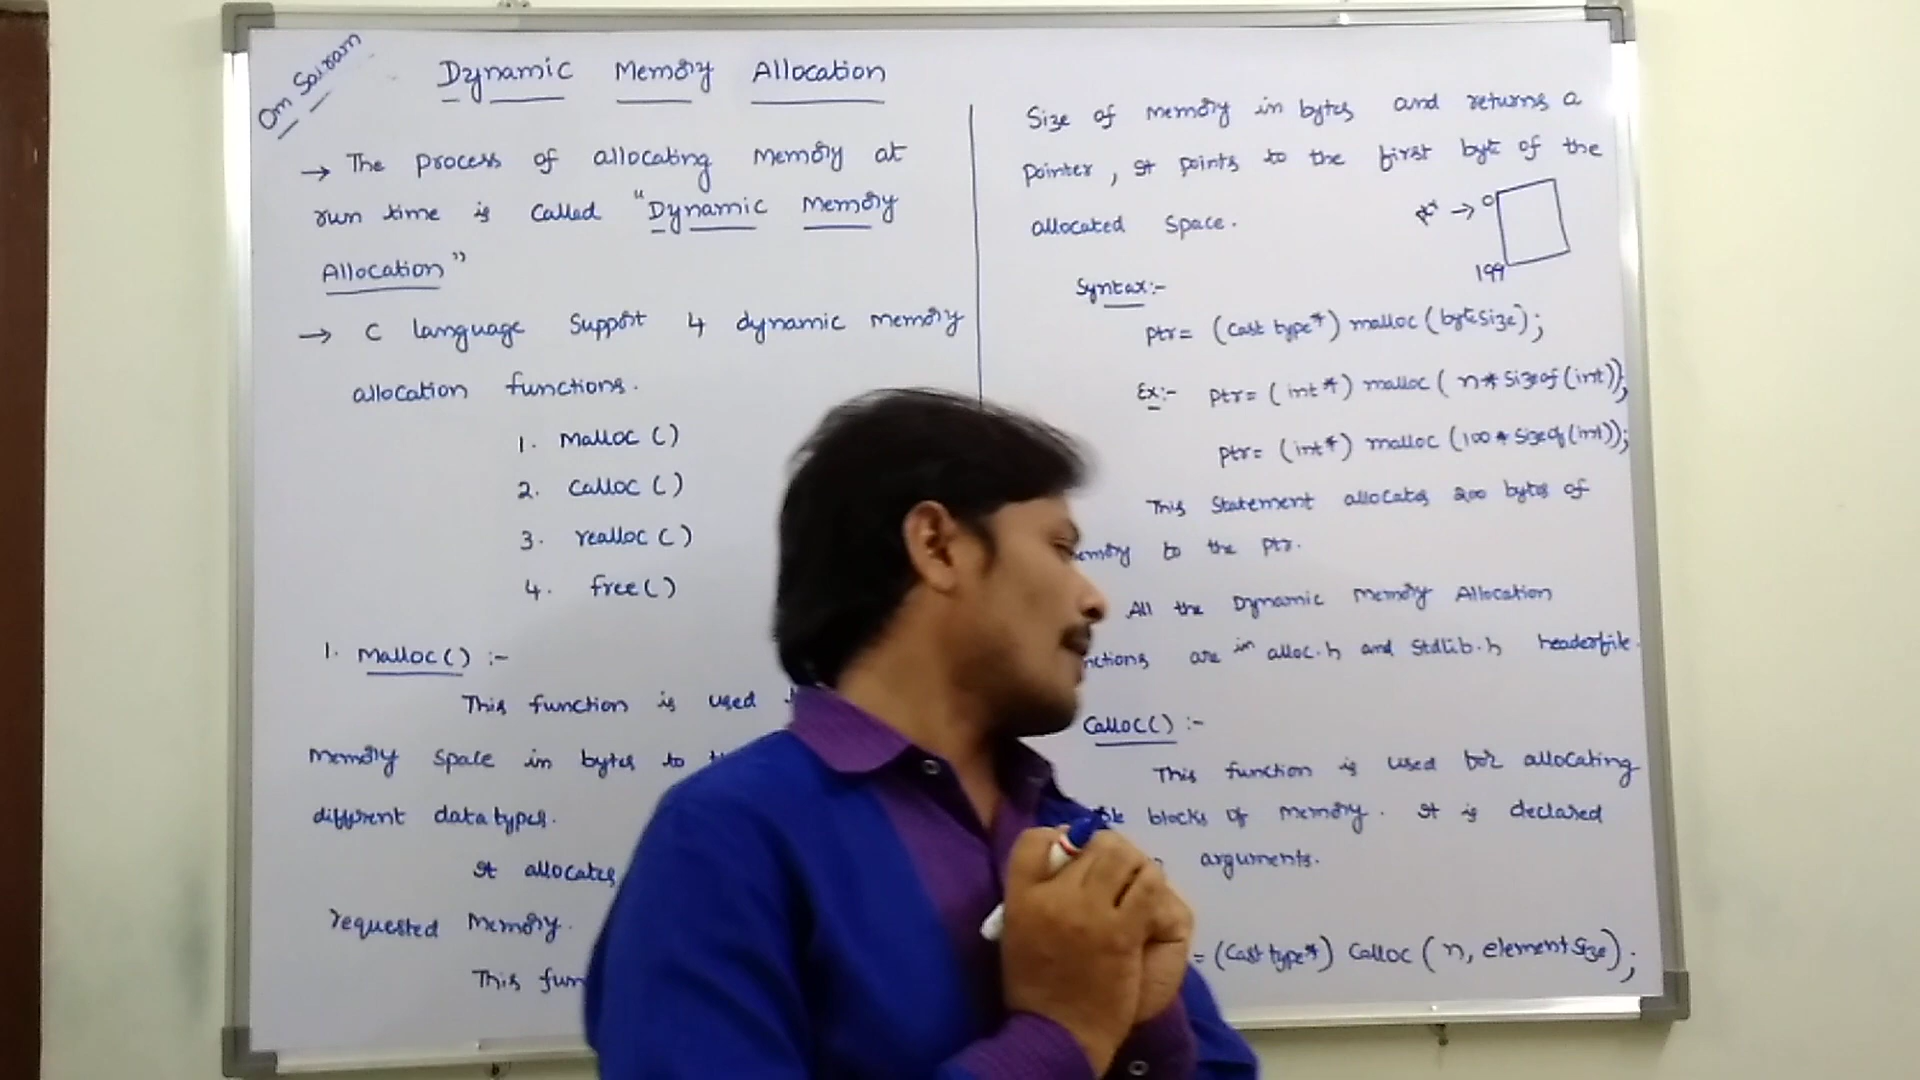 Om Sairam
Dynamic Memory Allocation
→ The process of allocating memory at
run time is called "Dynamic Memory
Allocation"
→ C language Support 4 dynamic memory
allocation functions.
1. Malloc ()
2. calloc ()
3. realloc ()
4. free()
1. Malloc() :-
This function is used
memory space in bytes to
different datatypes.
It allocates
requested memory.
This
Size of memory in bytes and returns a
pointer, It points to the first byte of the
allocated space.
ptr → 0
199
Syntax:-
ptr= (cast type*) malloc (bytesize);
Ex:- ptr= (int *) malloc ( n* sizeof (int));
ptr= (int*) malloc (100 * sizeof(int));
This Statement allocates 200 bytes of
to the ptr.
All the Dynamic memory Allocation
are in alloc.h and stdlib.h headerfile.
Calloc() :-
This function is used for allocating
blocks of memory. It is declared
arguments.
= (Cast type*) Calloc (n, element size);